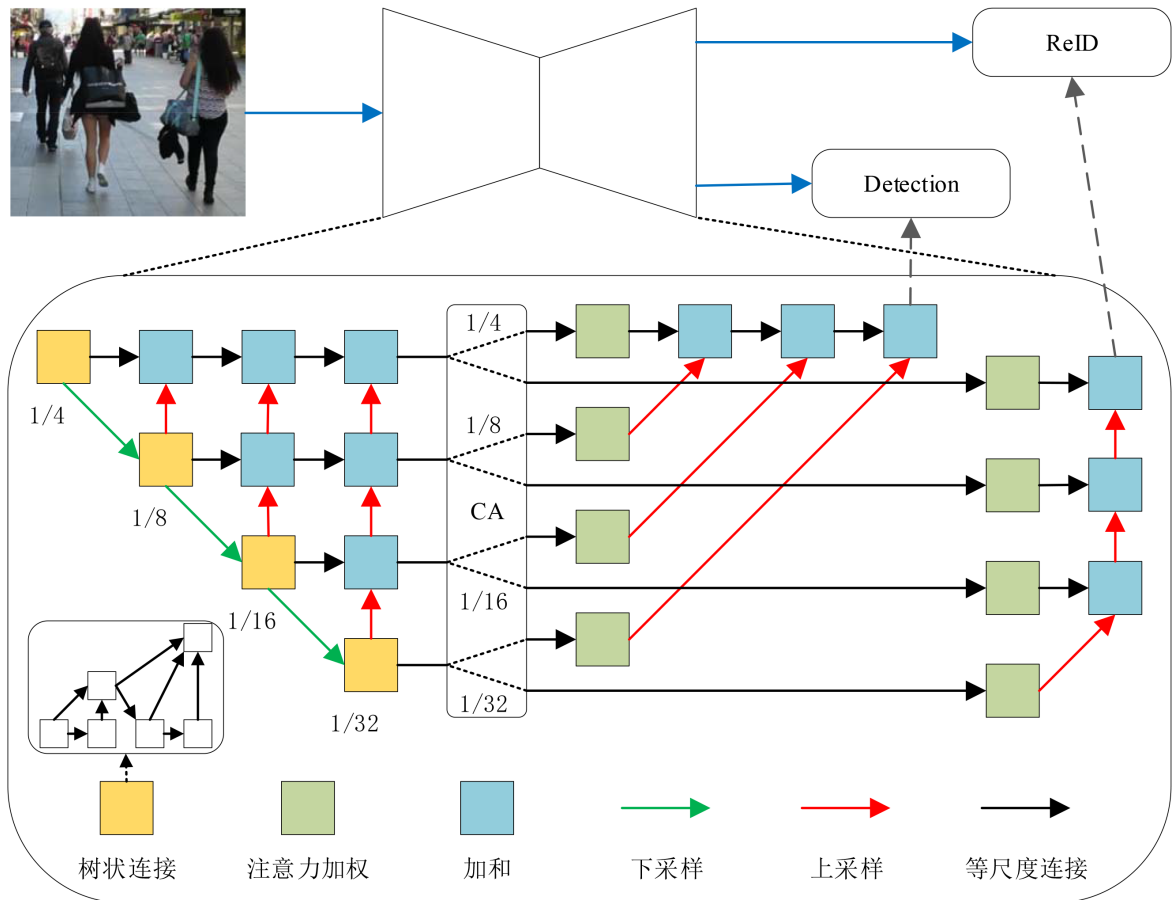 ReID
Detection
1/4
1/4
1/8
1/8
CA
1/16
1/16
1/32
1/32
树状连接
注意力加权
加和
下采样
上采样
等尺度连接